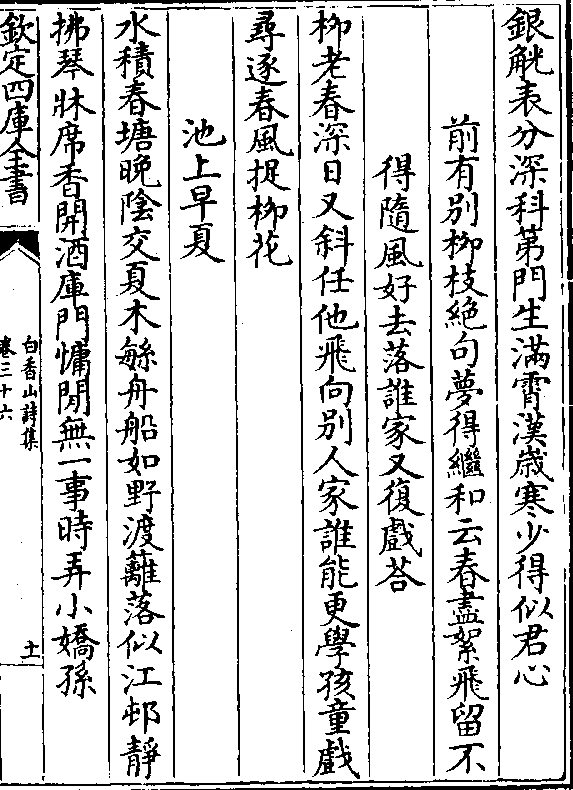 銀觥表分深科第門生滿霄漢歲寒少得似君心
前有别柳枝絶句夢得繼和云春盡絮飛留不
得隨風好去落誰家又復戲荅
柳老春深日又斜任他飛向别人家誰能更學孩童戲
尋逐春風捉柳花
池上早夏
水積春塘晚陰交夏木繁舟船如野渡蘺落似江邨靜
拂琴牀席香開酒庫門慵閒無一事時弄小嬌孫
欽定四庫全書
白香山詩集
卷三十六
十一